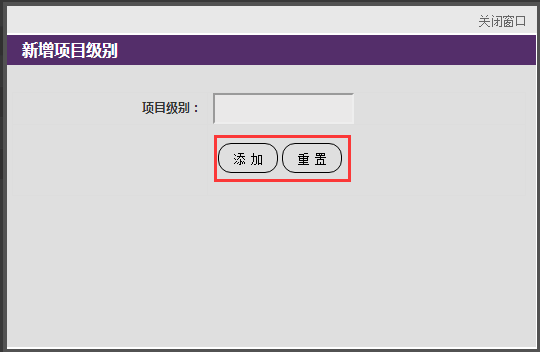 关闭窗口
新增项目级别
项目级别：
添 加 重 置